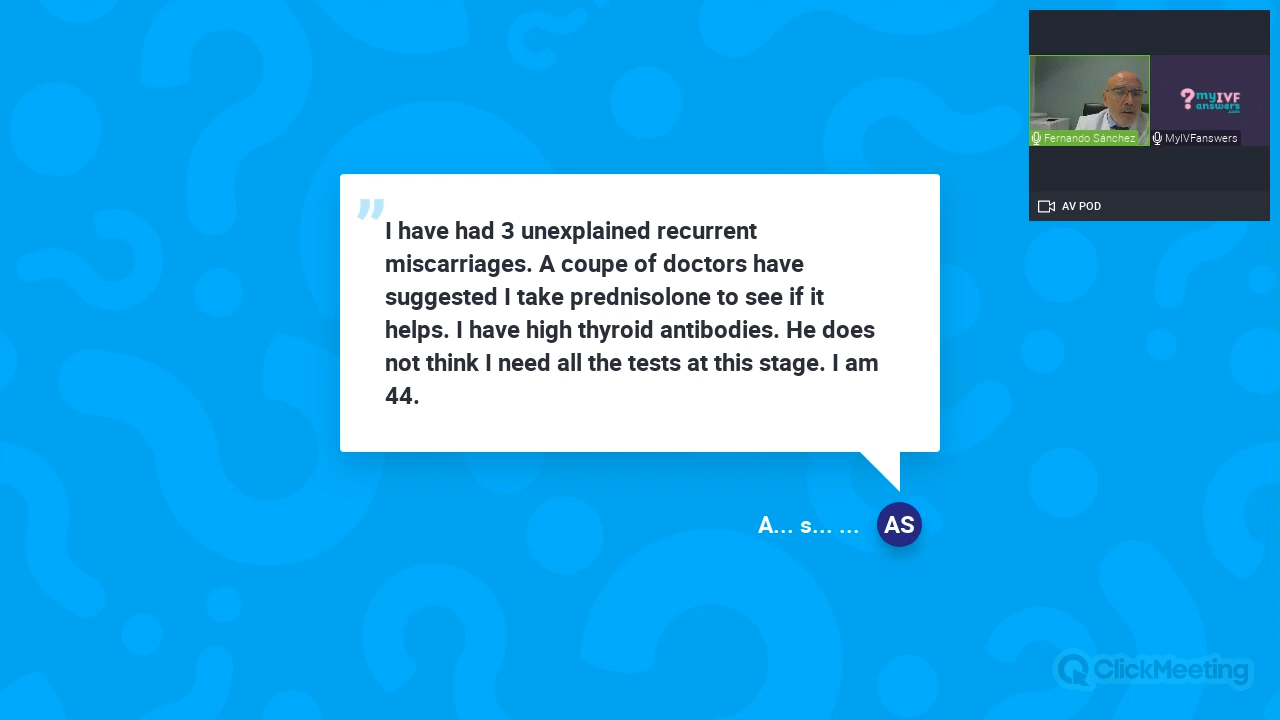 ”
I have had 3 unexplained recurrent
miscarriages. A coupe of doctors have
suggested I take prednisolone to see if it
helps. I have high thyroid antibodies. He does
not think I need all the tests at this stage. I am
44.
A... s... ...
AS
?myIVF
answers
.com
Fernando Sánchez
MyIVFanswers
AV POD
ClickMeeting